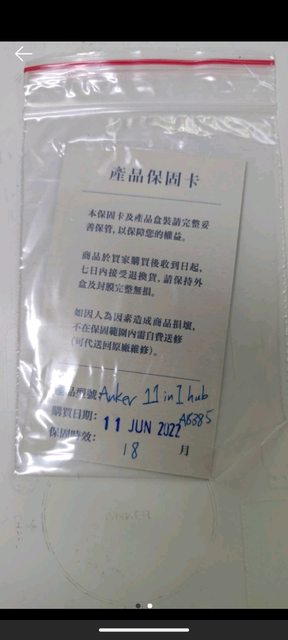 產品保固卡
本保固卡及產品盒裝請完整妥
善保管,以保障您的權益。
商品於買家購買後收到日起,
七日內接受退換貨,請保持外
盒及封膜完整無損。
如因人為因素造成商品損壞,
不在保固範圍內需自費送修
(可代送回原廠維修)。
產品型號 Anker 11 in 1 hub
A8385
購買日期: 11 JUN 2022
保固時效: 18 月